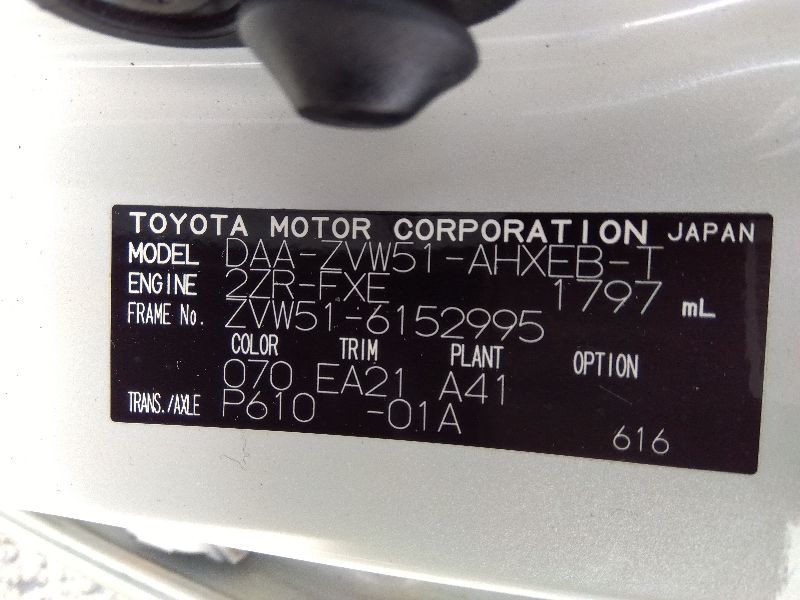 TOYOTA MOTOR CORPORATION JAPAN
MODEL DAA-ZVW51-AHXEB-T
ENGINE 2ZR-FXE 1797 mL
FRAME No. ZVW51-6152995
COLOR TRIM PLANT OPTION
070 EA21 A41
TRANS./AXLE P610 -01A
616